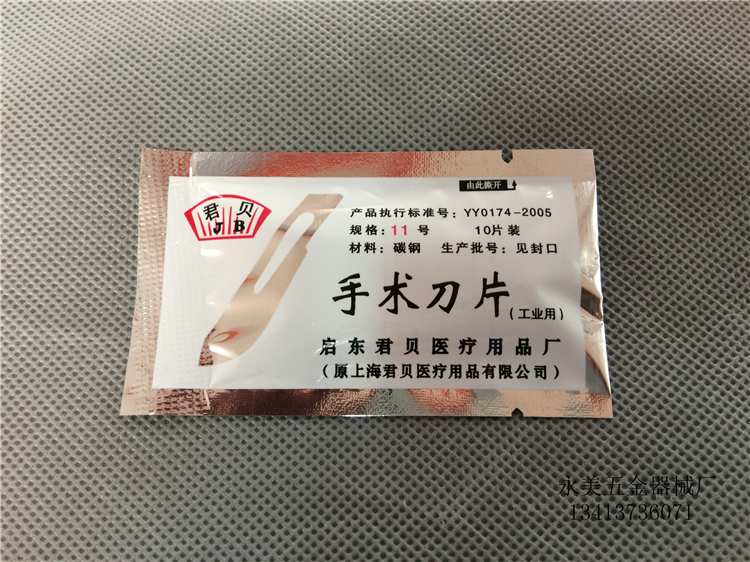 由此撕开
君贝
JB
产品执行标准号：YY0174-2005
规格：11号 10片装
材料：碳钢 生产批号：见封口
手术刀片（工业用）
启东君贝医疗用品厂
（原上海君贝医疗用品有限公司）
永美五金器械厂
13413736071